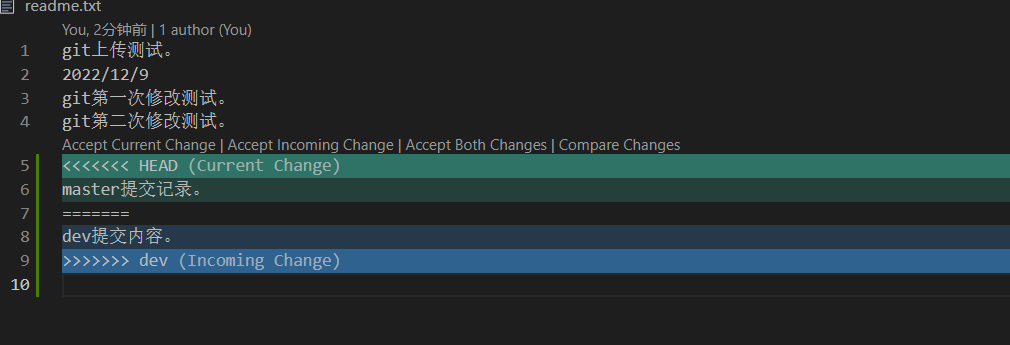 readme.txt
You, 2分钟前 | 1 author (You)
1 git上传测试。
2 2022/12/9
3 git第一次修改测试。
4 git第二次修改测试。
Accept Current Change | Accept Incoming Change | Accept Both Changes | Compare Changes
5 <<<<<<< HEAD (Current Change)
6 master提交记录。
7 =======
8 dev提交内容。
9 >>>>>>> dev (Incoming Change)
10